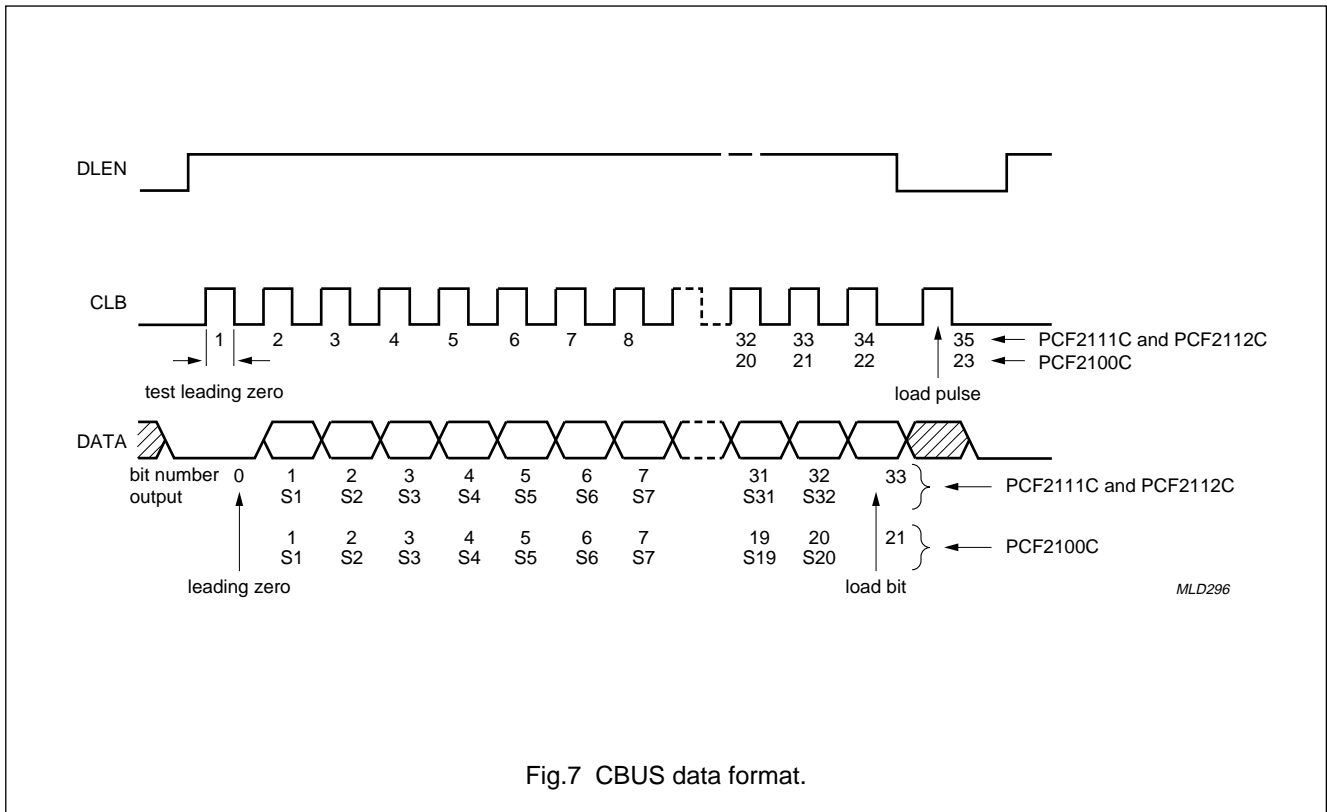 DLEN
CLB
1 2 3 4 5 6 7 8 32 33 34 35 PCF2111C and PCF2112C
20 21 22 23 PCF2100C
test leading zero
load pulse
DATA
bit number 0 1 2 3 4 5 6 7 31 32 33
output S1 S2 S3 S4 S5 S6 S7 S31 S32 PCF2111C and PCF2112C
1 2 3 4 5 6 7 19 20 21
S1 S2 S3 S4 S5 S6 S7 S19 S20 PCF2100C
leading zero
load bit
MLD296
Fig.7 CBUS data format.